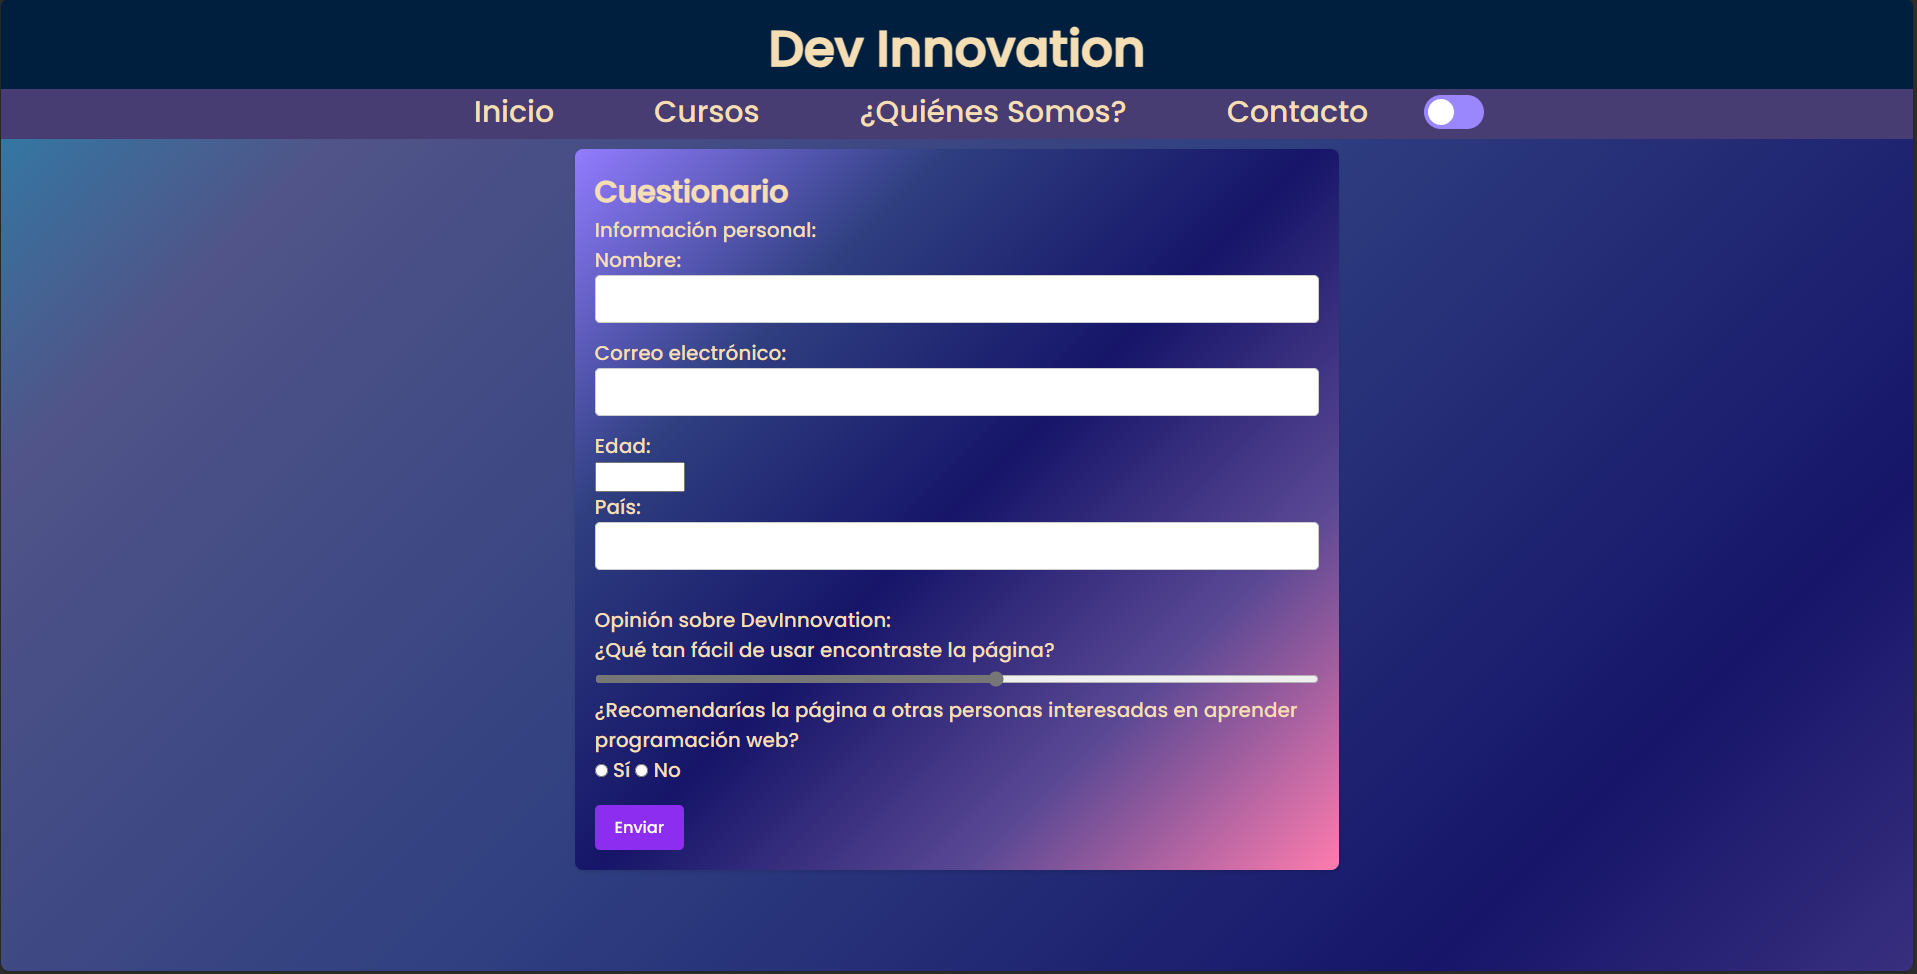 Dev Innovation
Inicio Cursos ¿Quiénes Somos? Contacto
Cuestionario
Información personal:
Nombre:
Correo electrónico:
Edad:
País:
Opinión sobre DevInnovation:
¿Qué tan fácil de usar encontraste la página?
¿Recomendarías la página a otras personas interesadas en aprender
programación web?
Sí No
Enviar